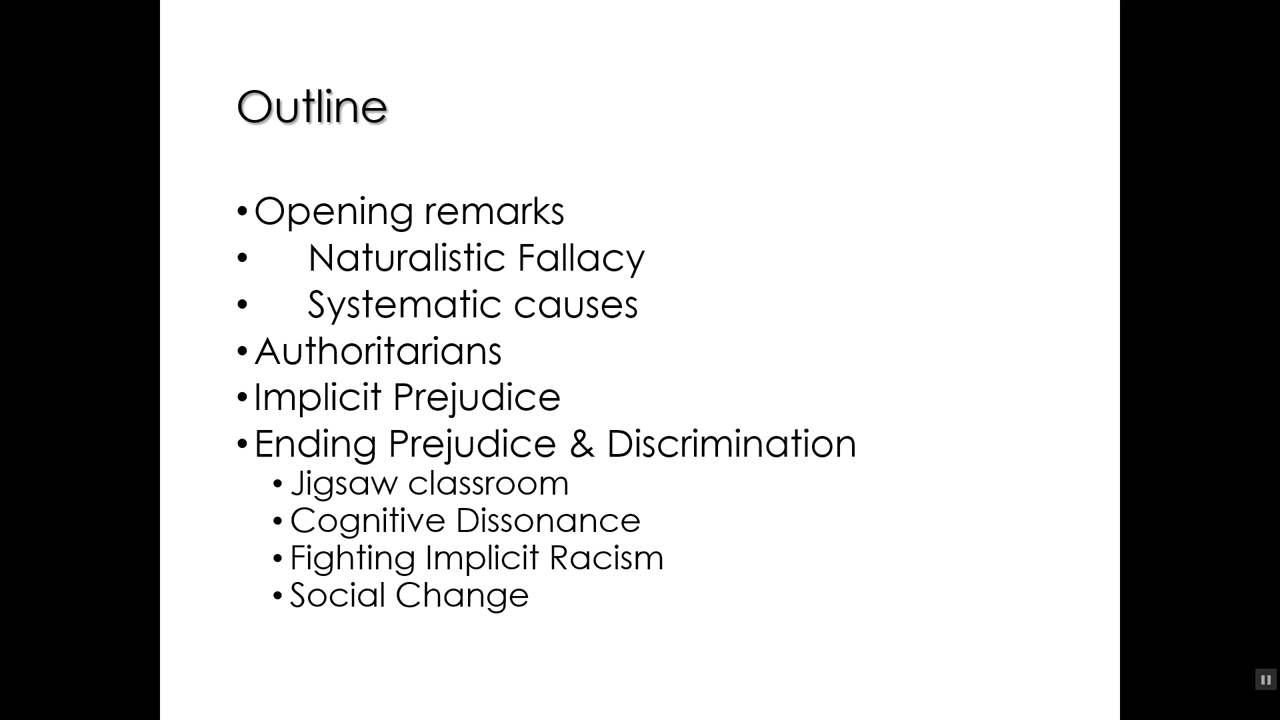 Outline
• Opening remarks
• Naturalistic Fallacy
• Systematic causes
• Authoritarians
• Implicit Prejudice
• Ending Prejudice & Discrimination
• Jigsaw classroom
• Cognitive Dissonance
• Fighting Implicit Racism
• Social Change